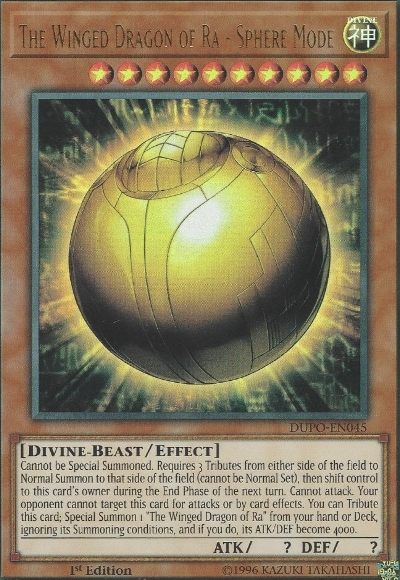 The Winged Dragon of Ra - Sphere Mode
DIVINE
神
DUPO-EN045
[Divine-Beast/Effect]
Cannot be Special Summoned. Requires 3 Tributes from either side of the field to
Normal Summon to that side of the field (cannot be Normal Set), then shift control
to this card's owner during the End Phase of the next turn. Cannot attack. Your
opponent cannot target this card for attacks or by card effects. You can Tribute
this card; Special Summon 1 "The Winged Dragon of Ra" from your hand or Deck,
ignoring its Summoning conditions, and if you do, its ATK/DEF become 4000.
ATK/ ? DEF/ ?
1st Edition
©1996 KAZUKI TAKAHASHI